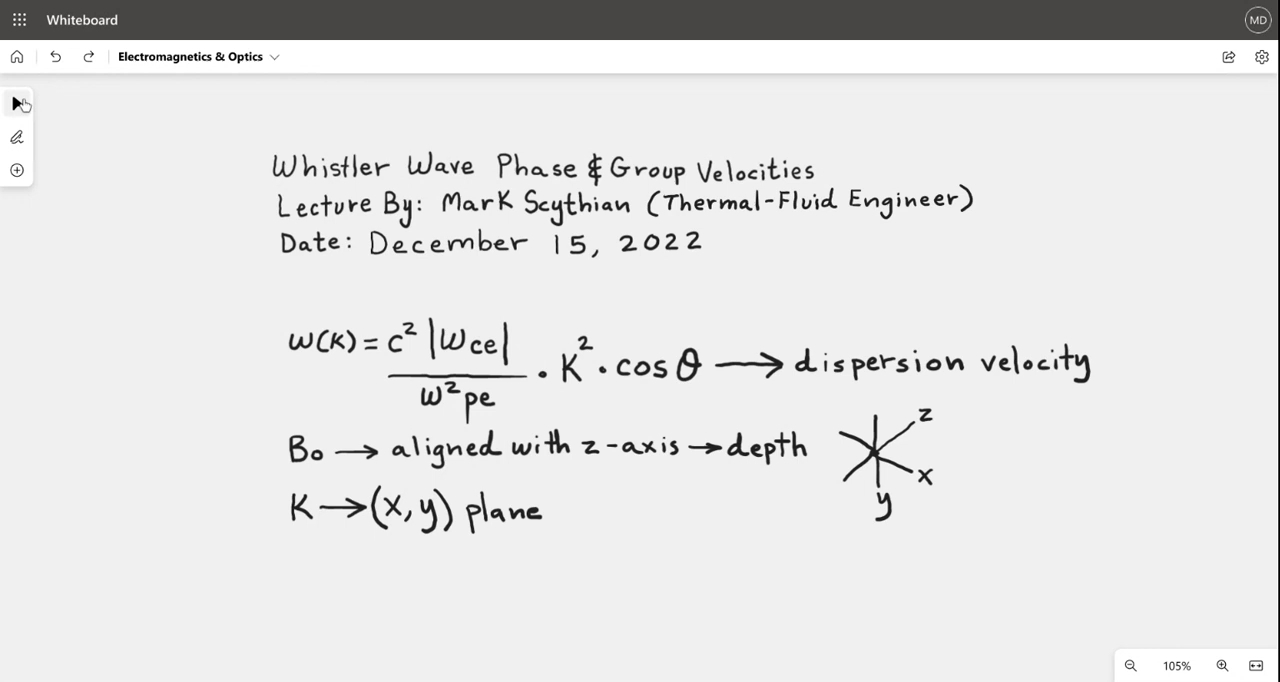 Whiteboard
MD
Electromagnetics & Optics
Whistler Wave Phase & Group Velocities
Lecture By: Mark Scythian (Thermal-Fluid Engineer)
Date: December 15, 2022
ω(K) = c² |ωce| / ω²pe · K² · cos θ → dispersion velocity
Bo → aligned with z-axis → depth
z
x
y
K → (x, y) plane
105%